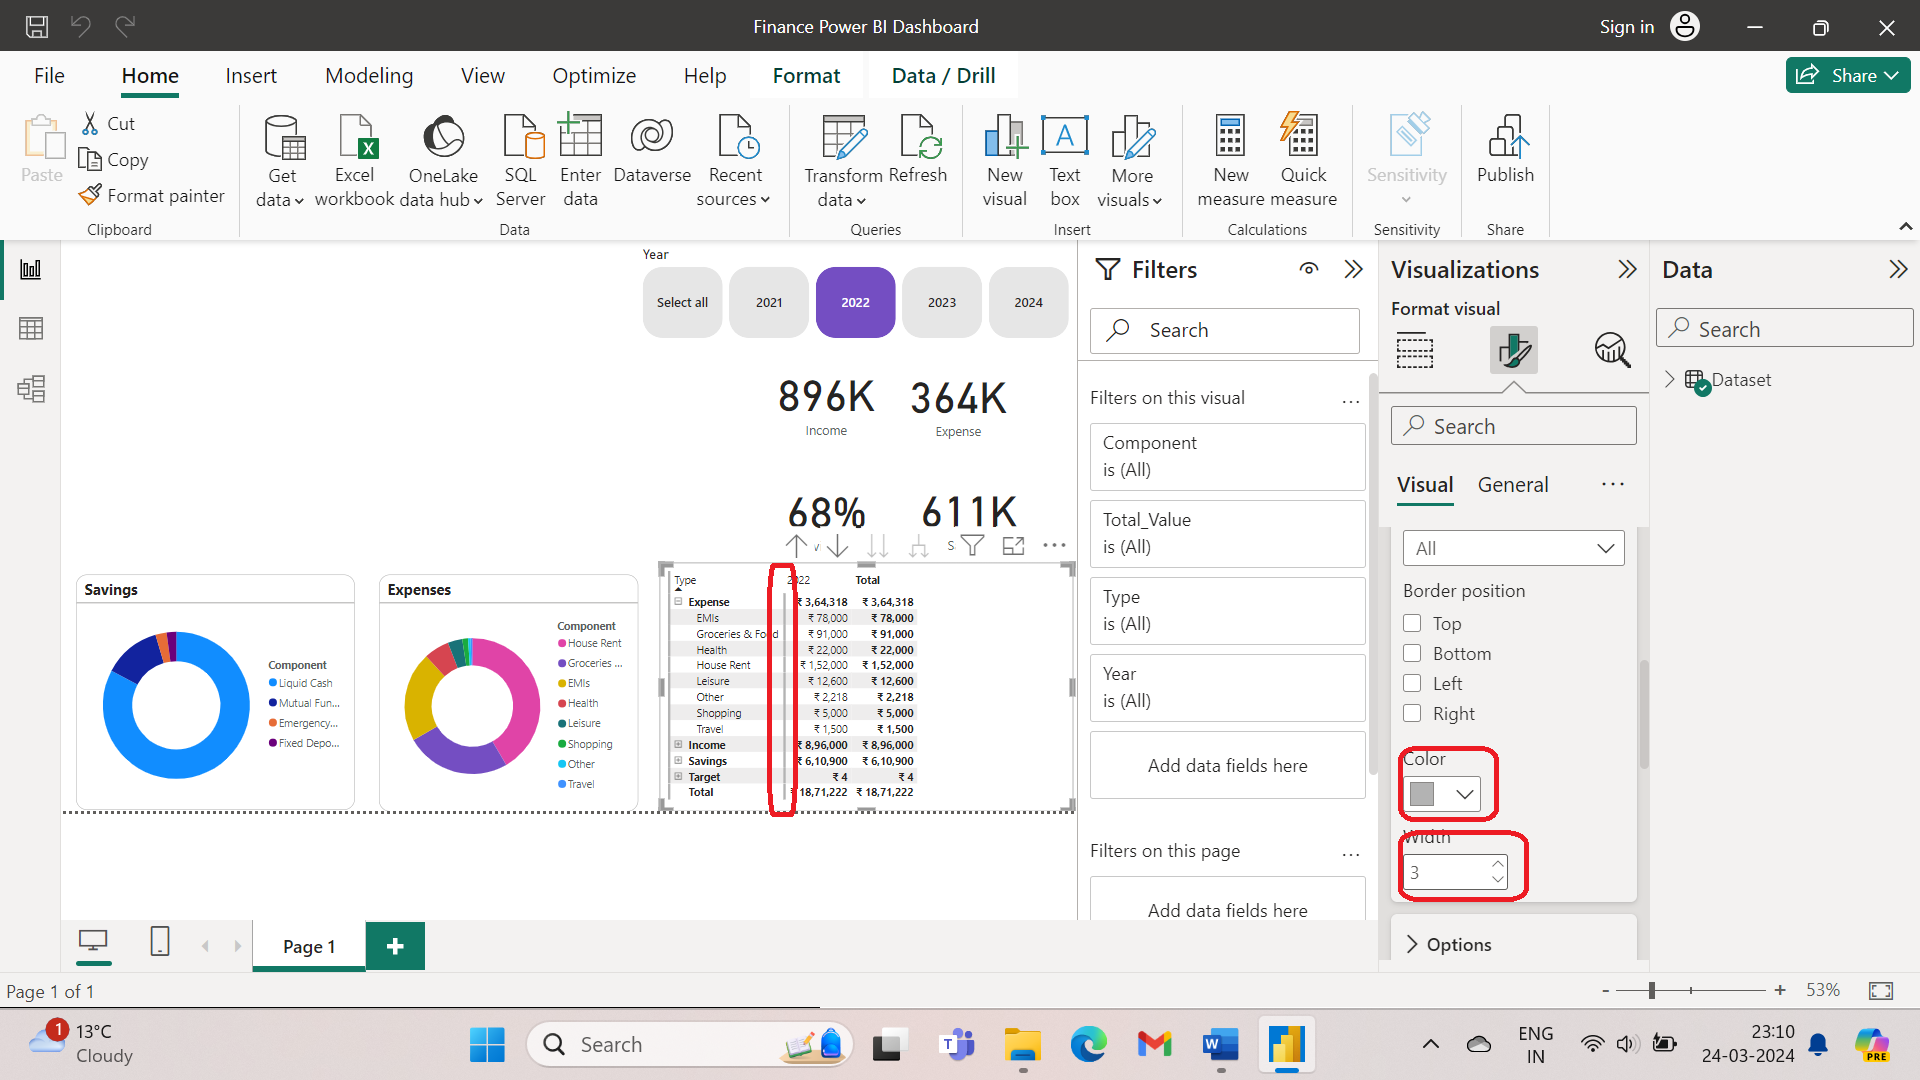 Finance Power BI Dashboard
Sign in
File Home Insert Modeling View Optimize Help Format Data / Drill
Share
Paste
Cut
Copy
Format painter
Clipboard
Get data
Excel workbook
OneLake data hub
SQL Server
Enter data
Dataverse
Recent sources
Data
Transform data
Refresh
Queries
New visual
Text box
More visuals
Insert
New measure
Quick measure
Calculations
Sensitivity
Sensitivity
Publish
Share
Year
Select all 2021 2022 2023 2024
896K 364K
Income Expense
68% 611K
S
Savings
Component
Liquid Cash
Mutual Fun...
Emergency...
Fixed Depo...
Expenses
Component
House Rent
Groceries ...
EMIs
Health
Leisure
Shopping
Other
Travel
Type 2022 Total
Expense ₹ 3,64,318 ₹ 3,64,318
EMIs ₹ 78,000 ₹ 78,000
Groceries & Food ₹ 91,000 ₹ 91,000
Health ₹ 22,000 ₹ 22,000
House Rent ₹ 1,52,000 ₹ 1,52,000
Leisure ₹ 12,600 ₹ 12,600
Other ₹ 2,218 ₹ 2,218
Shopping ₹ 5,000 ₹ 5,000
Travel ₹ 1,500 ₹ 1,500
Income ₹ 8,96,000 ₹ 8,96,000
Savings ₹ 6,10,900 ₹ 6,10,900
Target ₹ 4 ₹ 4
Total 18,71,222 ₹ 18,71,222
Filters
Search
Filters on this visual ...
Component
is (All)
Total_Value
is (All)
Type
is (All)
Year
is (All)
Add data fields here
Filters on this page ...
Add data fields here
Visualizations
Format visual
Search
Visual General ...
All
Border position
Top
Bottom
Left
Right
Color
Width
3
Options
Data
Search
Dataset
Page 1
+
Page 1 of 1
- + 53%
1
13°C
Cloudy
Search
ENG
IN
23:10
24-03-2024
PRE